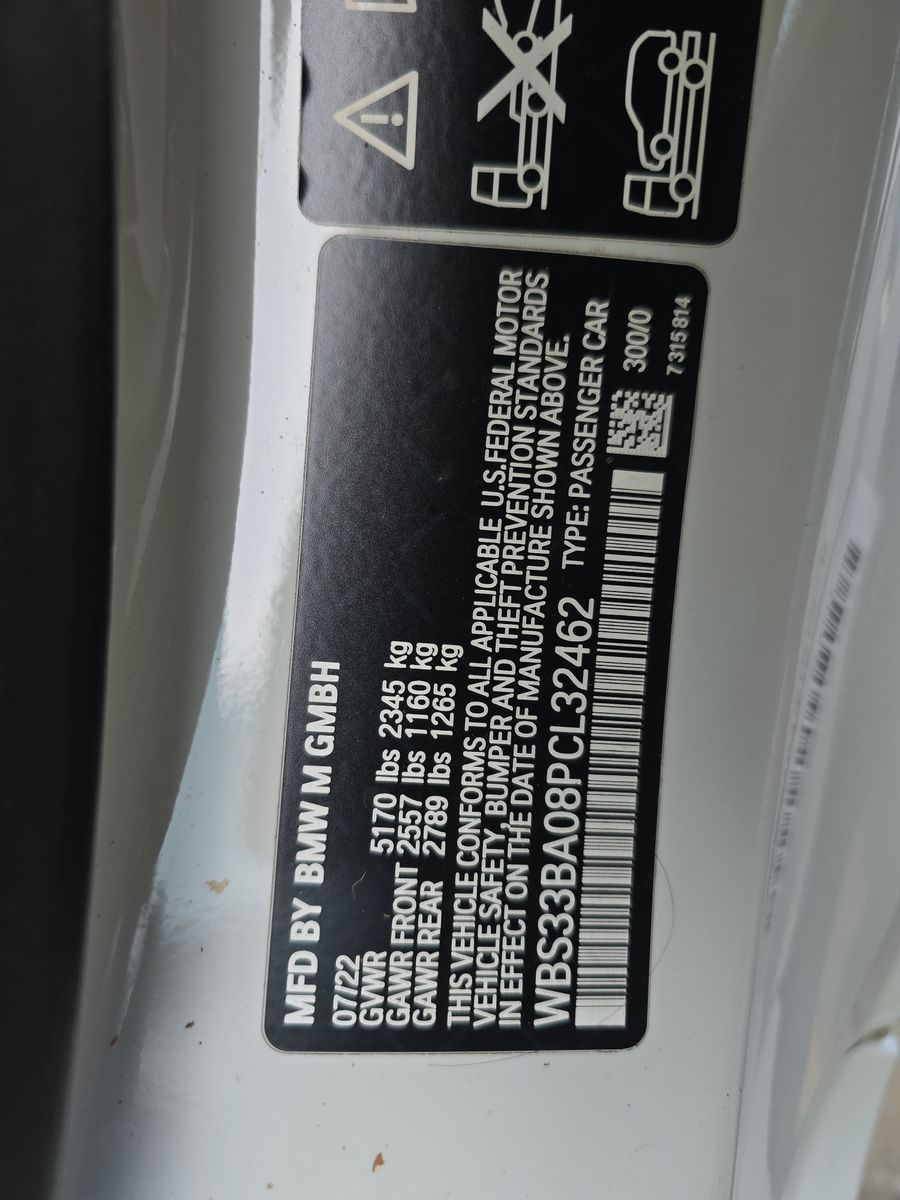 MFD BY BMW M GMBH
07/22
GVWR 5170 lbs 2345 kg
GAWR FRONT 2557 lbs 1160 kg
GAWR REAR 2789 lbs 1265 kg
THIS VEHICLE CONFORMS TO ALL APPLICABLE U.S.FEDERAL MOTOR
VEHICLE SAFETY, BUMPER AND THEFT PREVENTION STANDARDS
IN EFFECT ON THE DATE OF MANUFACTURE SHOWN ABOVE.
WBS33BA08PCL32462 TYPE: PASSENGER CAR
300/0
7 315 814